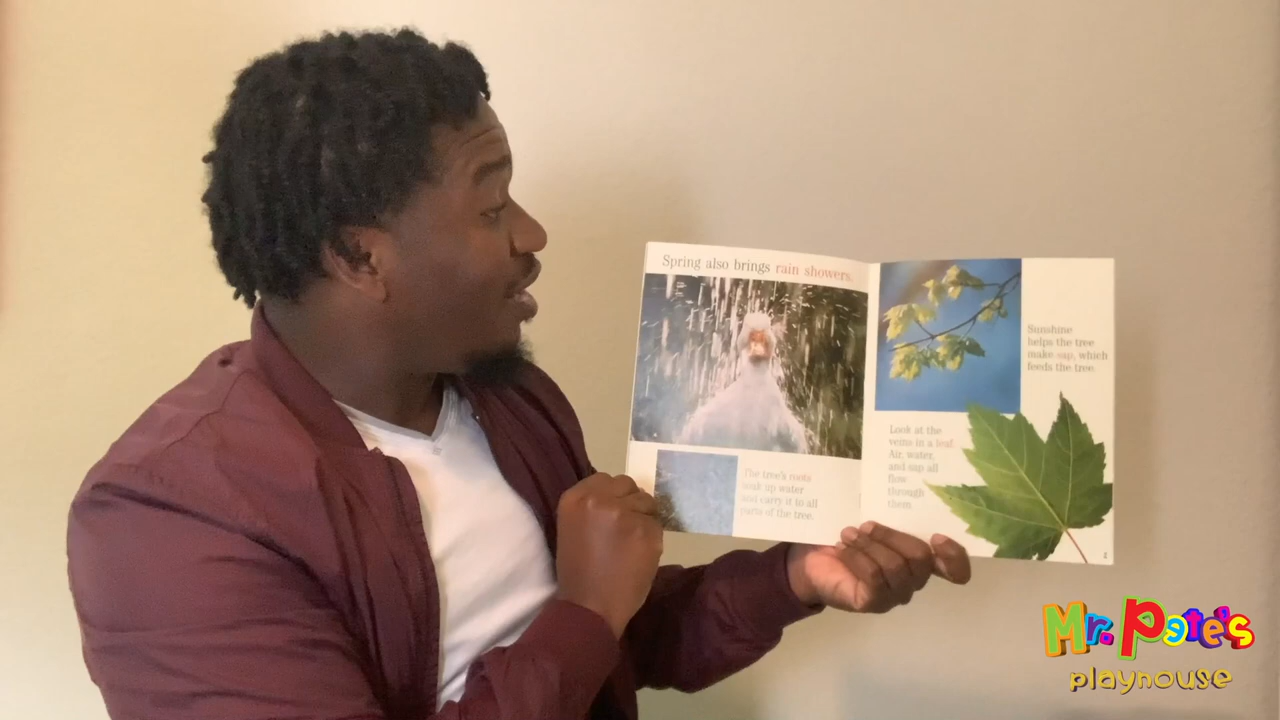 Spring also brings rain showers.
The tree's roots
soak up water
and carry it to all
parts of the tree.
Sunshine
helps the tree
make sap, which
feeds the tree.
Look at the
veins in a leaf.
Air, water,
and sap all
flow
through
them.
4
Mr. Pete's
playhouse